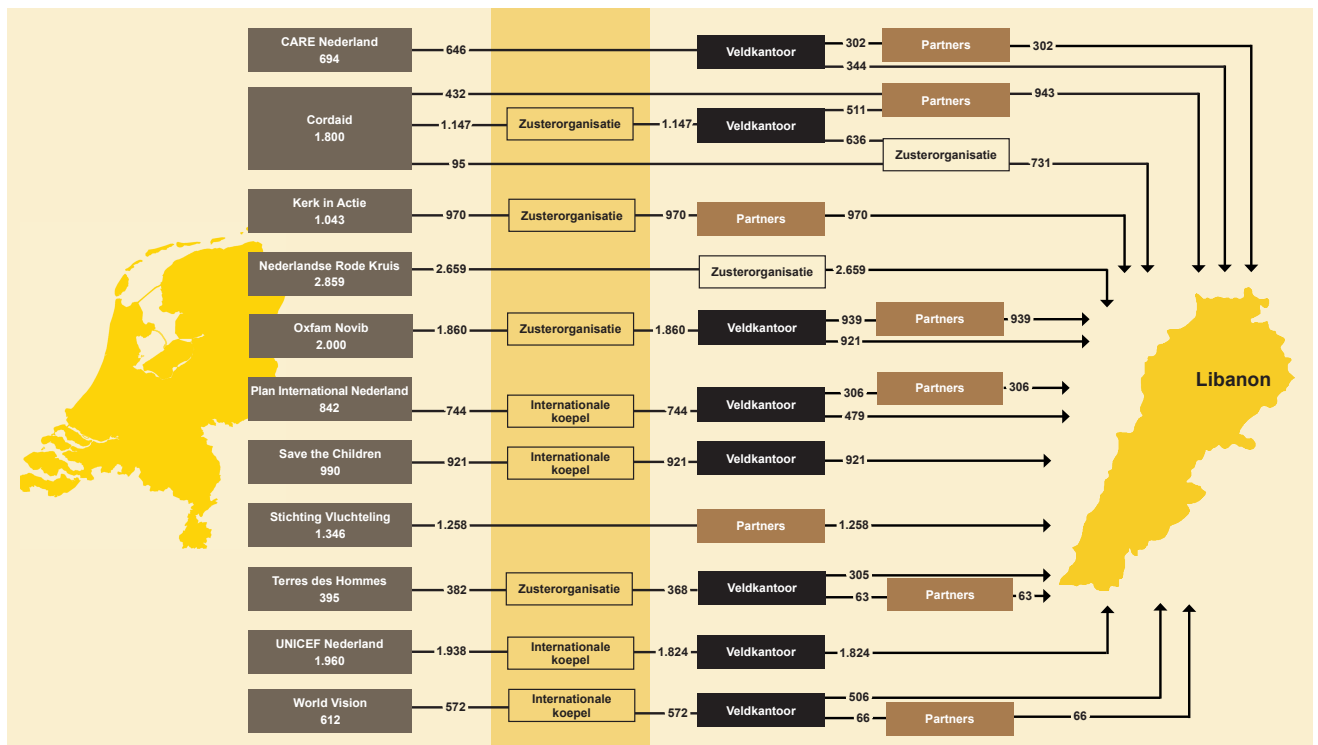 CARE Nederland
694
646
Veldkantoor
302
Partners
302
344
Cordaid
1.800
432
Partners
943
1.147
Zusterorganisatie
1.147
Veldkantoor
511
636
95
Zusterorganisatie
731
Kerk in Actie
1.043
970
Zusterorganisatie
970
Partners
970
Nederlandse Rode Kruis
2.859
2.659
Zusterorganisatie
2.659
Oxfam Novib
2.000
1.860
Zusterorganisatie
1.860
Veldkantoor
939
Partners
939
921
Plan International Nederland
842
744
Internationale
koepel
744
Veldkantoor
306
Partners
306
479
Libanon
Save the Children
990
921
Internationale
koepel
921
Veldkantoor
921
Stichting Vluchteling
1.346
1.258
Partners
1.258
Terres des Hommes
395
382
Zusterorganisatie
368
Veldkantoor
305
63
Partners
63
UNICEF Nederland
1.960
1.938
Internationale
koepel
1.824
Veldkantoor
1.824
World Vision
612
572
Internationale
koepel
572
Veldkantoor
506
66
Partners
66